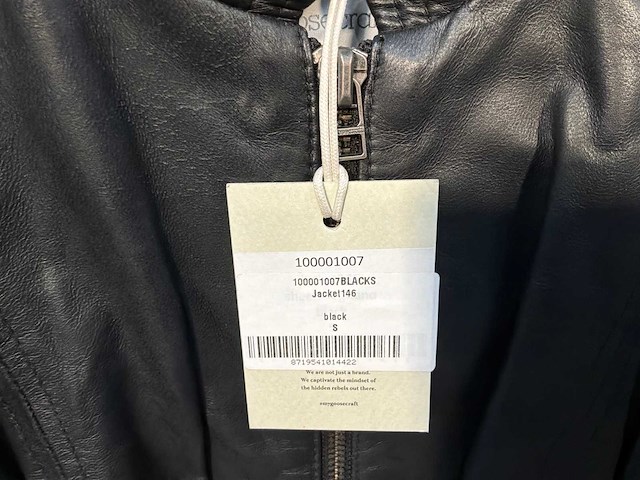 100001007
100001007BLACKS
Jacket146
black
S
8719541014422
We are not just a brand.
We captivate the mindset of
the hidden rebels out there.
#mygoosecraft